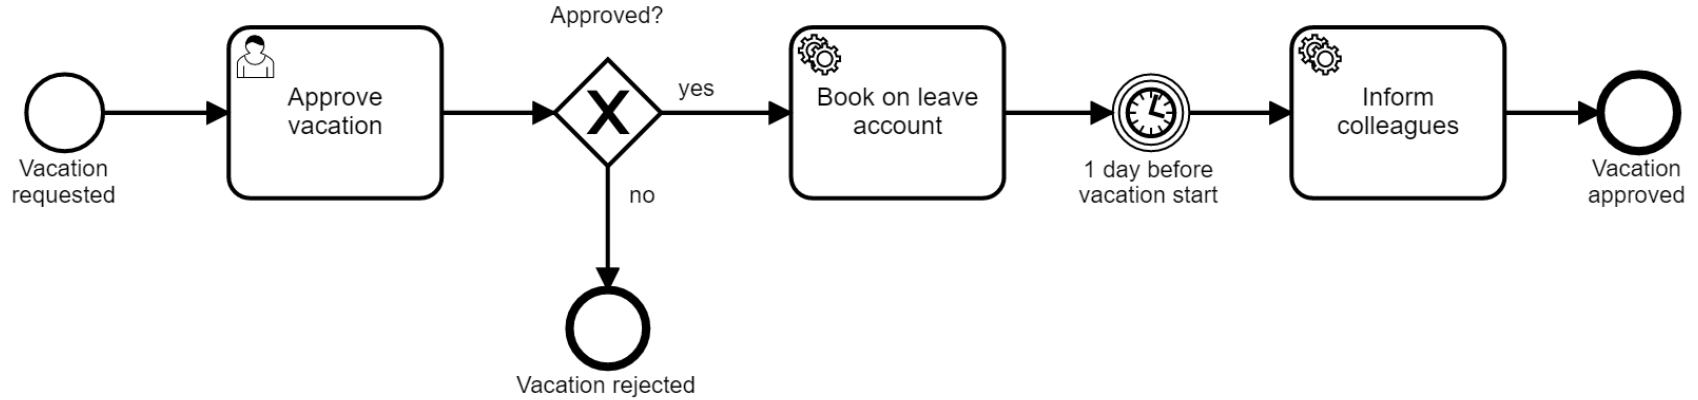 Approved?
Vacation
requested
Approve
vacation
yes
no
Vacation rejected
Book on leave
account
1 day before
vacation start
Inform
colleagues
Vacation
approved